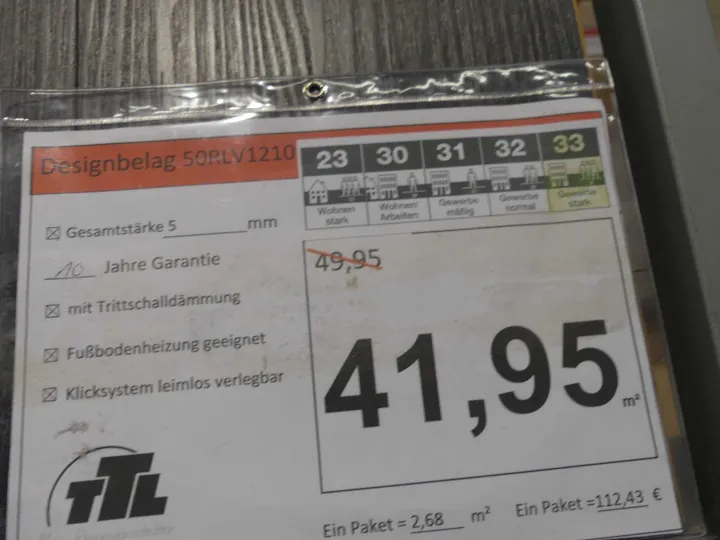 Designbelag 50RLV1210
23 30 31 32 33
Wohnen stark
Wohnen/ Arbeiten
Gewerbe mäßig
Gewerbe normal
Gewerbe stark
☒ Gesamtstärke 5 mm
10 Jahre Garantie
☒ mit Trittschalldämmung
☒ Fußbodenheizung geeignet
☒ Klicksystem leimlos verlegbar
49,95
41,95 m²
TTL
Ein Paket = 2,68 m² Ein Paket = 112,43 €